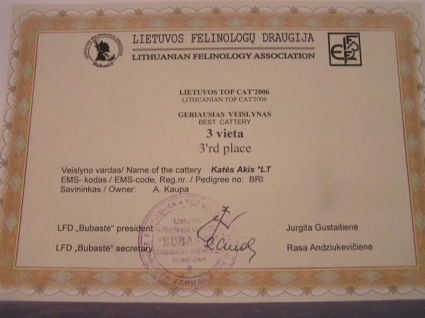 LIETUVOS FELINOLOGŲ DRAUGIJA
LITHUANIAN FELINOLOGY ASSOCIATION
LIETUVOS TOP CAT'2006
LITHUANIAN TOP CAT'2006
GERIAUSIAS VEISLYNAS
BEST CATTERY
3 vieta
3'rd place
Veislyno vardas/ Name of the cattery Katės Akis *LT
EMS- kodas / EMS-code, Reg.nr. / Pedigree no: BRI
Savininkas / Owner: A. Kaupa
LFD „Bubastė" president Jurgita Gustaitienė
LFD „Bubastė" secretary Rasa Andziukevičienė